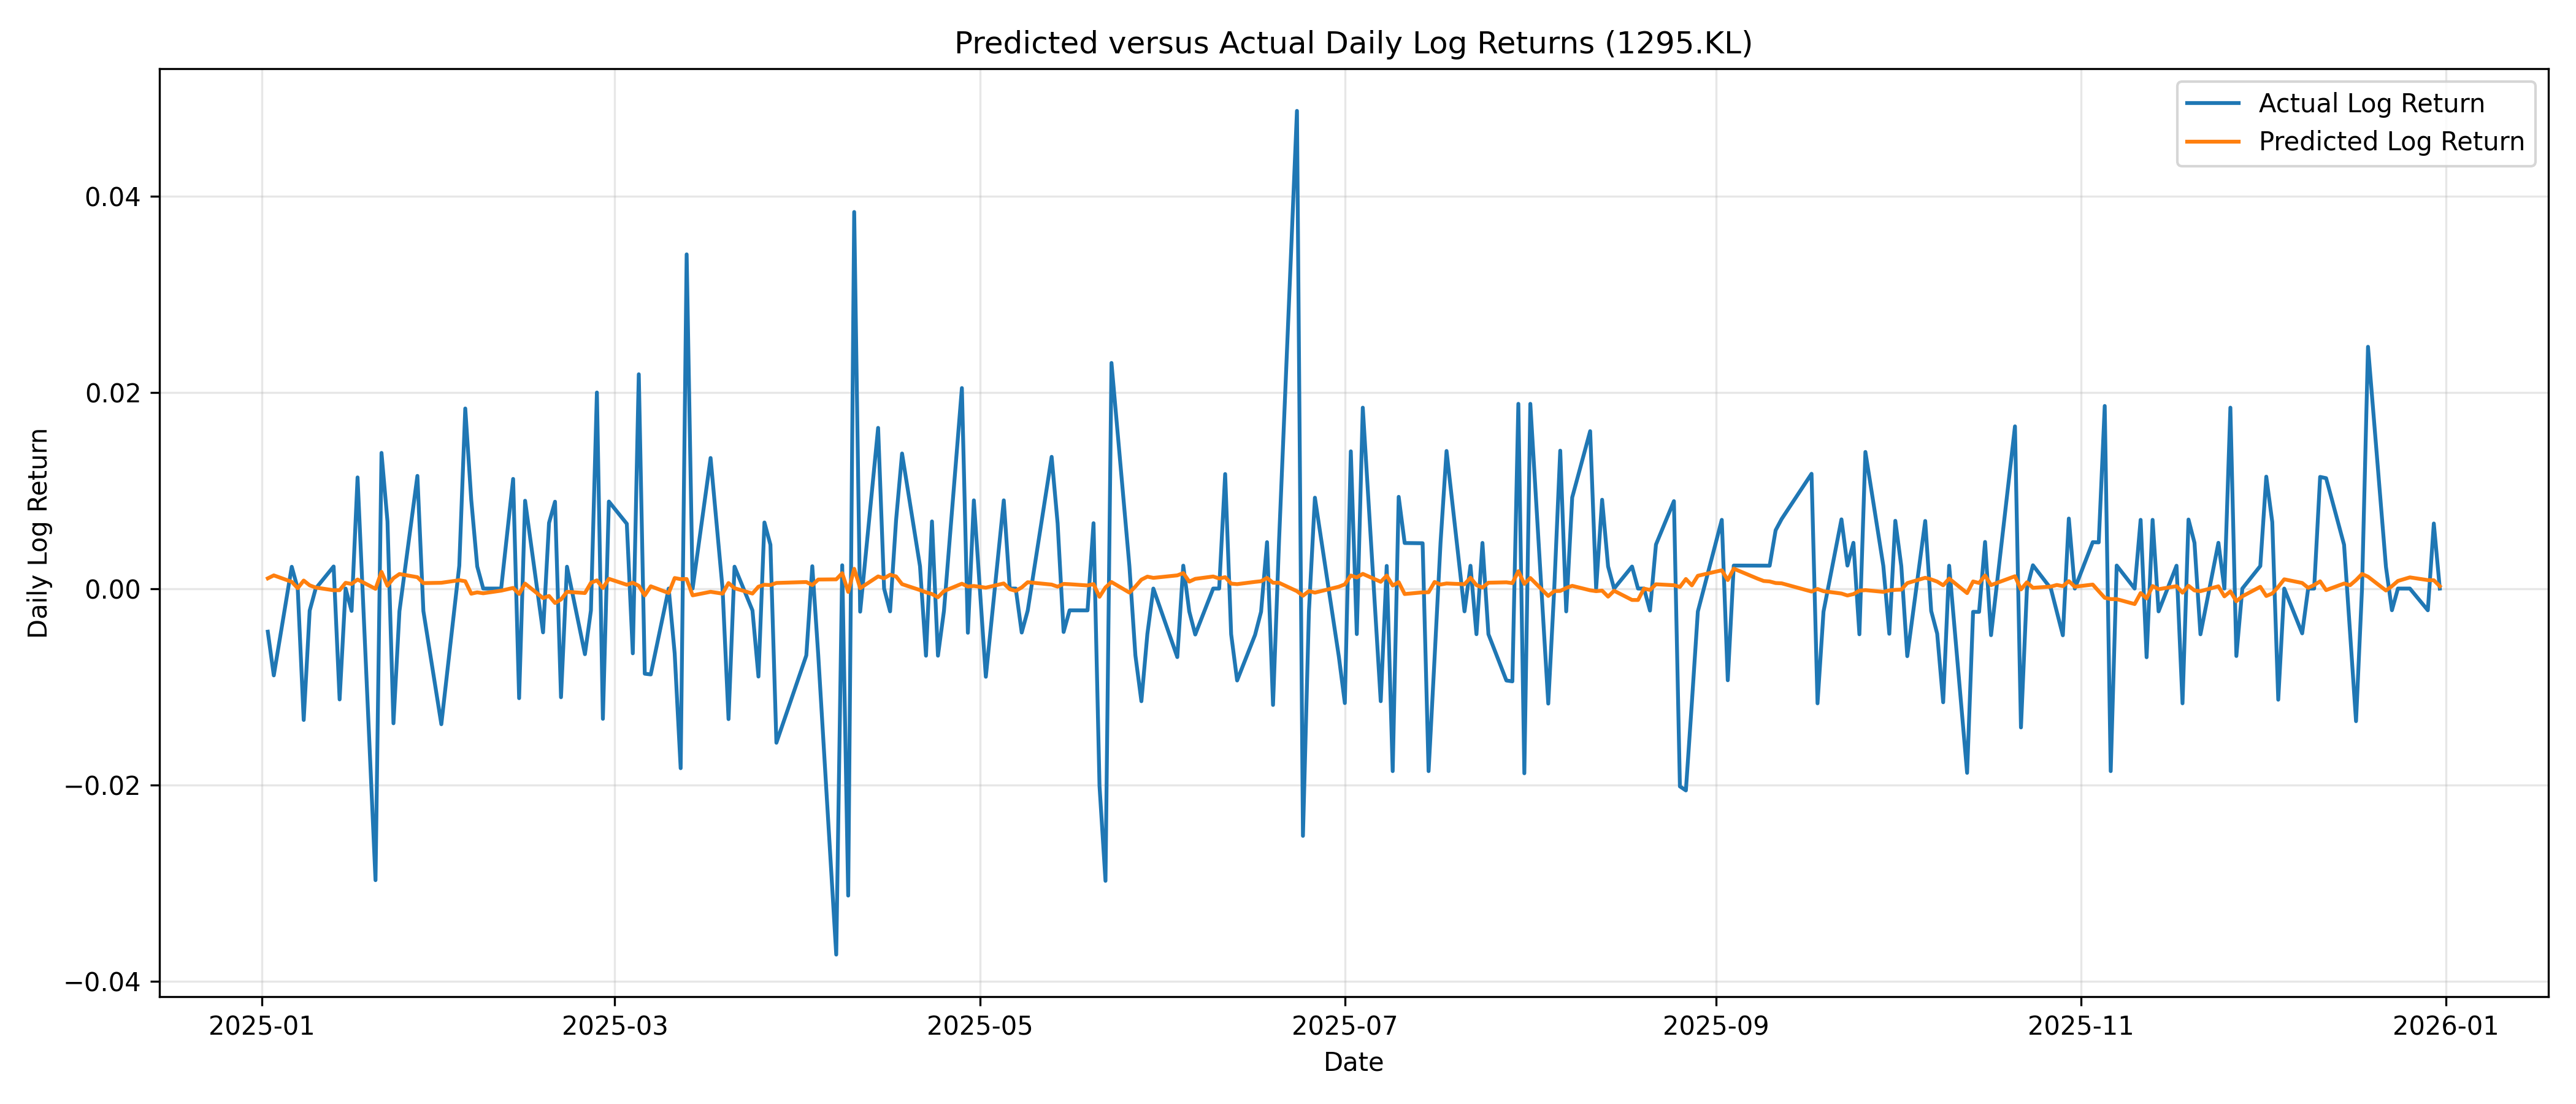 Predicted versus Actual Daily Log Returns (1295.KL)
Actual Log Return
Predicted Log Return
Daily Log Return
0.04
0.02
0.00
−0.02
−0.04
2025-01
2025-03
2025-05
2025-07
2025-09
2025-11
2026-01
Date